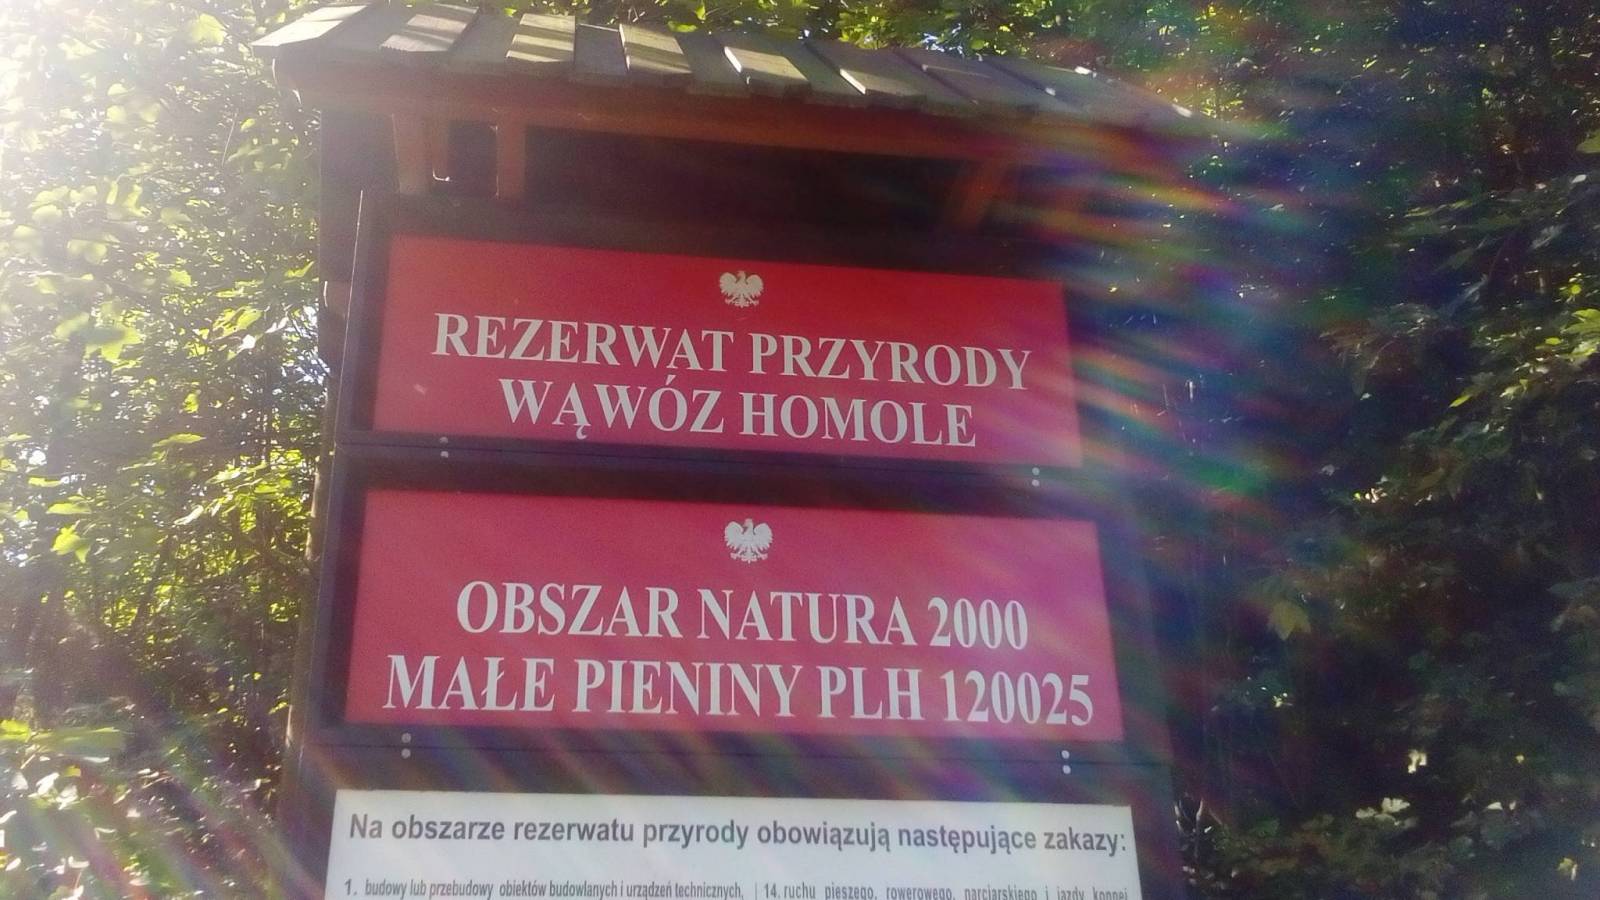 REZERWAT PRZYRODY
WĄWÓZ HOMOLE
OBSZAR NATURA 2000
MAŁE PIENINY PLH 120025
Na obszarze rezerwatu przyrody obowiązują następujące zakazy:
1. budowy lub przebudowy obiektów budowlanych i urządzeń technicznych,
14. ruchu pieszego, rowerowego, narciarskiego i jazdy konnej